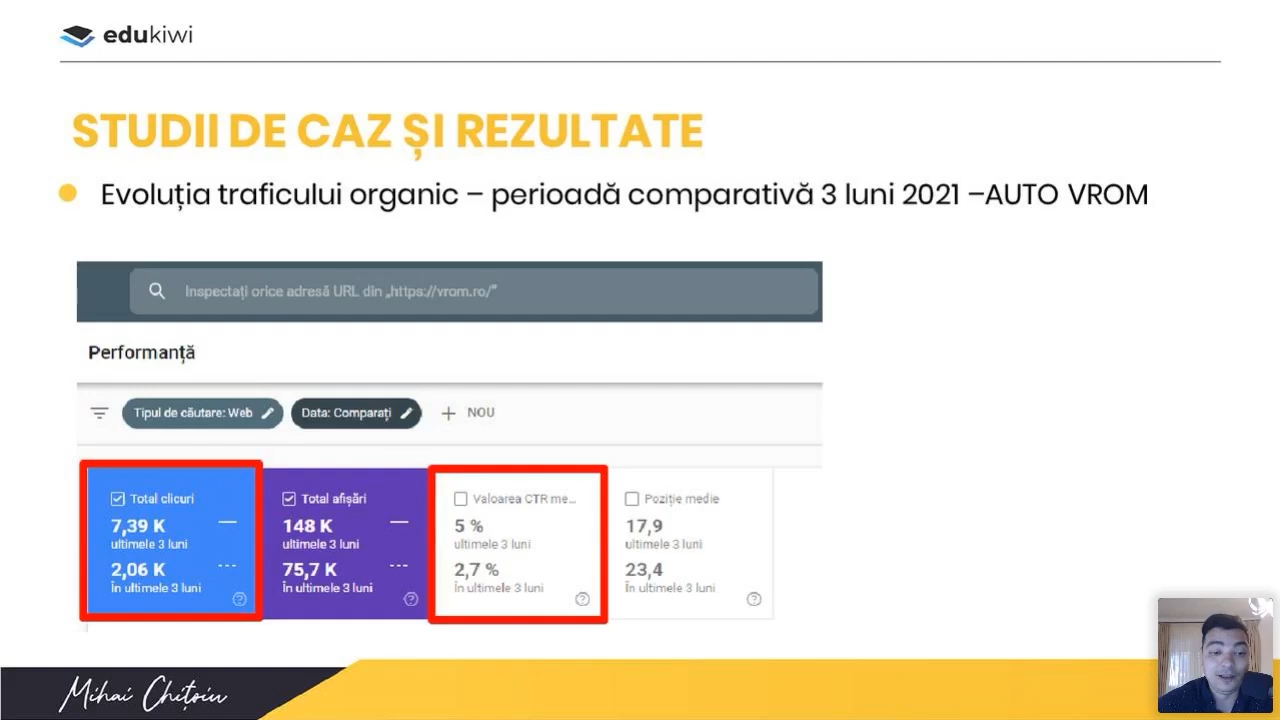 edukiwi
STUDII DE CAZ ȘI REZULTATE
Evoluția traficului organic – perioadă comparativă 3 luni 2021 –AUTO VROM
Inspectați orice adresă URL din „https://vrom.ro/”
Performanță
Tipul de căutare: Web Data: Comparați NOU
Total clicuri Total afișări Valoarea CTR me... Poziție medie
7,39 K 148 K 5 % 17,9
ultimele 3 luni ultimele 3 luni ultimele 3 luni ultimele 3 luni
2,06 K 75,7 K 2,7 % 23,4
În ultimele 3 luni În ultimele 3 luni În ultimele 3 luni În ultimele 3 luni
Mihai Chițoiu